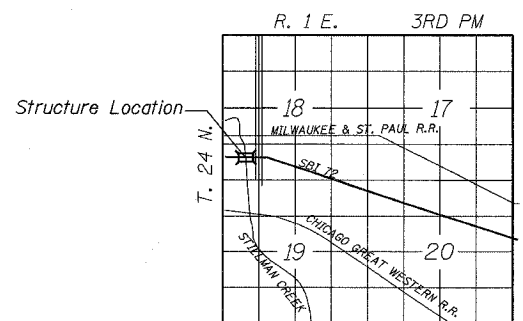 R. 1 E. 3RD PM
Structure Location
18 17
MILWAUKEE & ST. PAUL R.R.
T. 24 N.
SBI 72
CHICAGO GREAT WESTERN R.R.
19 20
STILLMAN CREEK